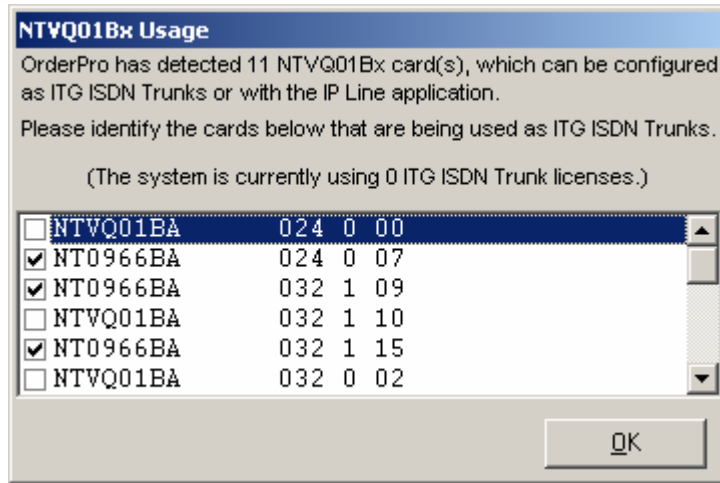 NTVQ01Bx Usage
OrderPro has detected 11 NTVQ01Bx card(s), which can be configured
as ITG ISDN Trunks or with the IP Line application.
Please identify the cards below that are being used as ITG ISDN Trunks.
(The system is currently using 0 ITG ISDN Trunk licenses.)
NTVQ01BA 024 0 00
NT0966BA 024 0 07
NT0966BA 032 1 09
NTVQ01BA 032 1 10
NT0966BA 032 1 15
NTVQ01BA 032 0 02
OK